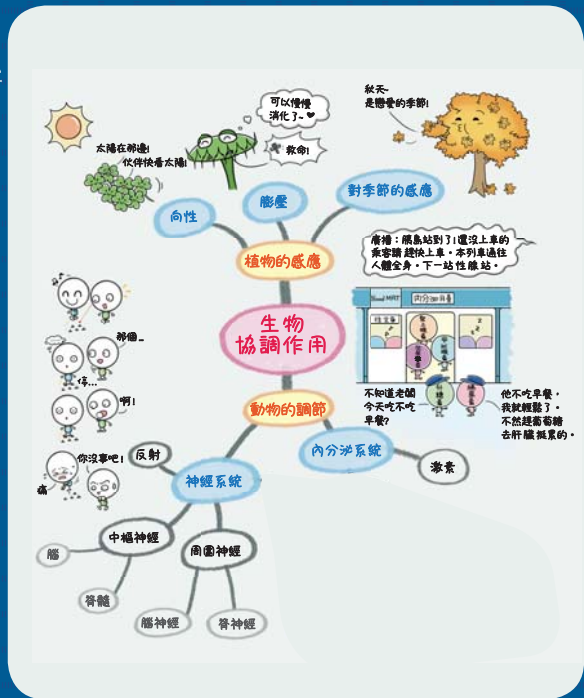 秋天~
是戀愛的季節!
可以慢慢
消化了~♥
救命!
太陽在那邊!
伙伴快看太陽!
向性
膨壓
對季節的感應
植物的感應
廣播：胰島站到了!還沒上車的
乘客請趕快上車。本列車通往
人體全身。下一站性腺站。
生物
協調作用
那個…
停…
啊!
你沒事吧!
痛
內分泌
不知道老闆
今天吃不吃
早餐?
他不吃早餐，
我就輕鬆了。
不然趕葡萄糖
去肝臟挺累的。
動物的調節
反射
神經系統
內分泌系統
激素
中樞神經
周圍神經
腦
脊髓
腦神經
脊神經